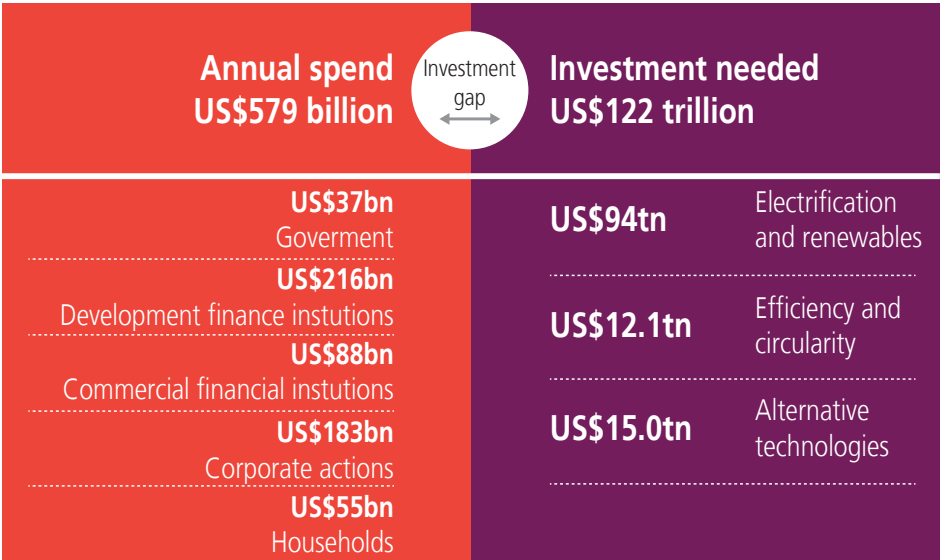 Annual spend
US$579 billion
Investment
gap
Investment needed
US$122 trillion
US$37bn
Goverment
US$216bn
Development finance instutions
US$88bn
Commercial financial instutions
US$183bn
Corporate actions
US$55bn
Households
US$94tn
Electrification
and renewables
US$12.1tn
Efficiency and
circularity
US$15.0tn
Alternative
technologies